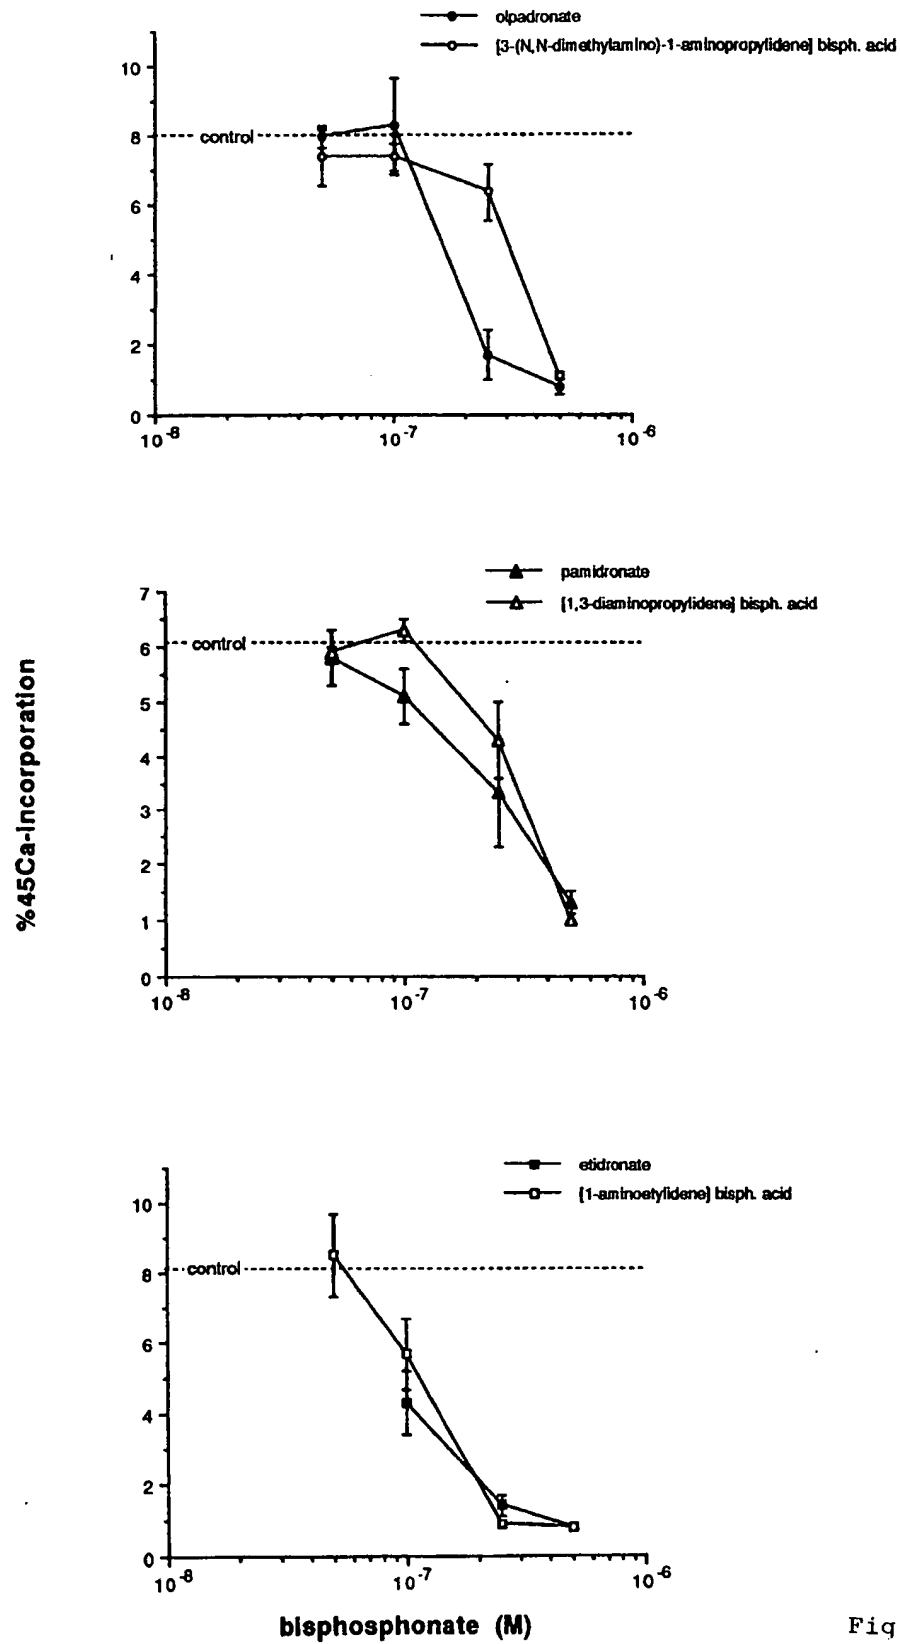 olpadronate
[3-(N,N-dimethylamino)-1-aminopropylidene] bisph. acid
10
8
control
6
4
2
0
10-8
10-7
10-6
pamidronate
[1,3-diaminopropylidene] bisph. acid
7
6
control
5
4
3
2
1
0
10-8
10-7
10-6
%45Ca-incorporation
etidronate
[1-aminoetylidene] bisph. acid
10
8
control
6
4
2
0
10-8
10-7
10-6
bisphosphonate (M)
Fig